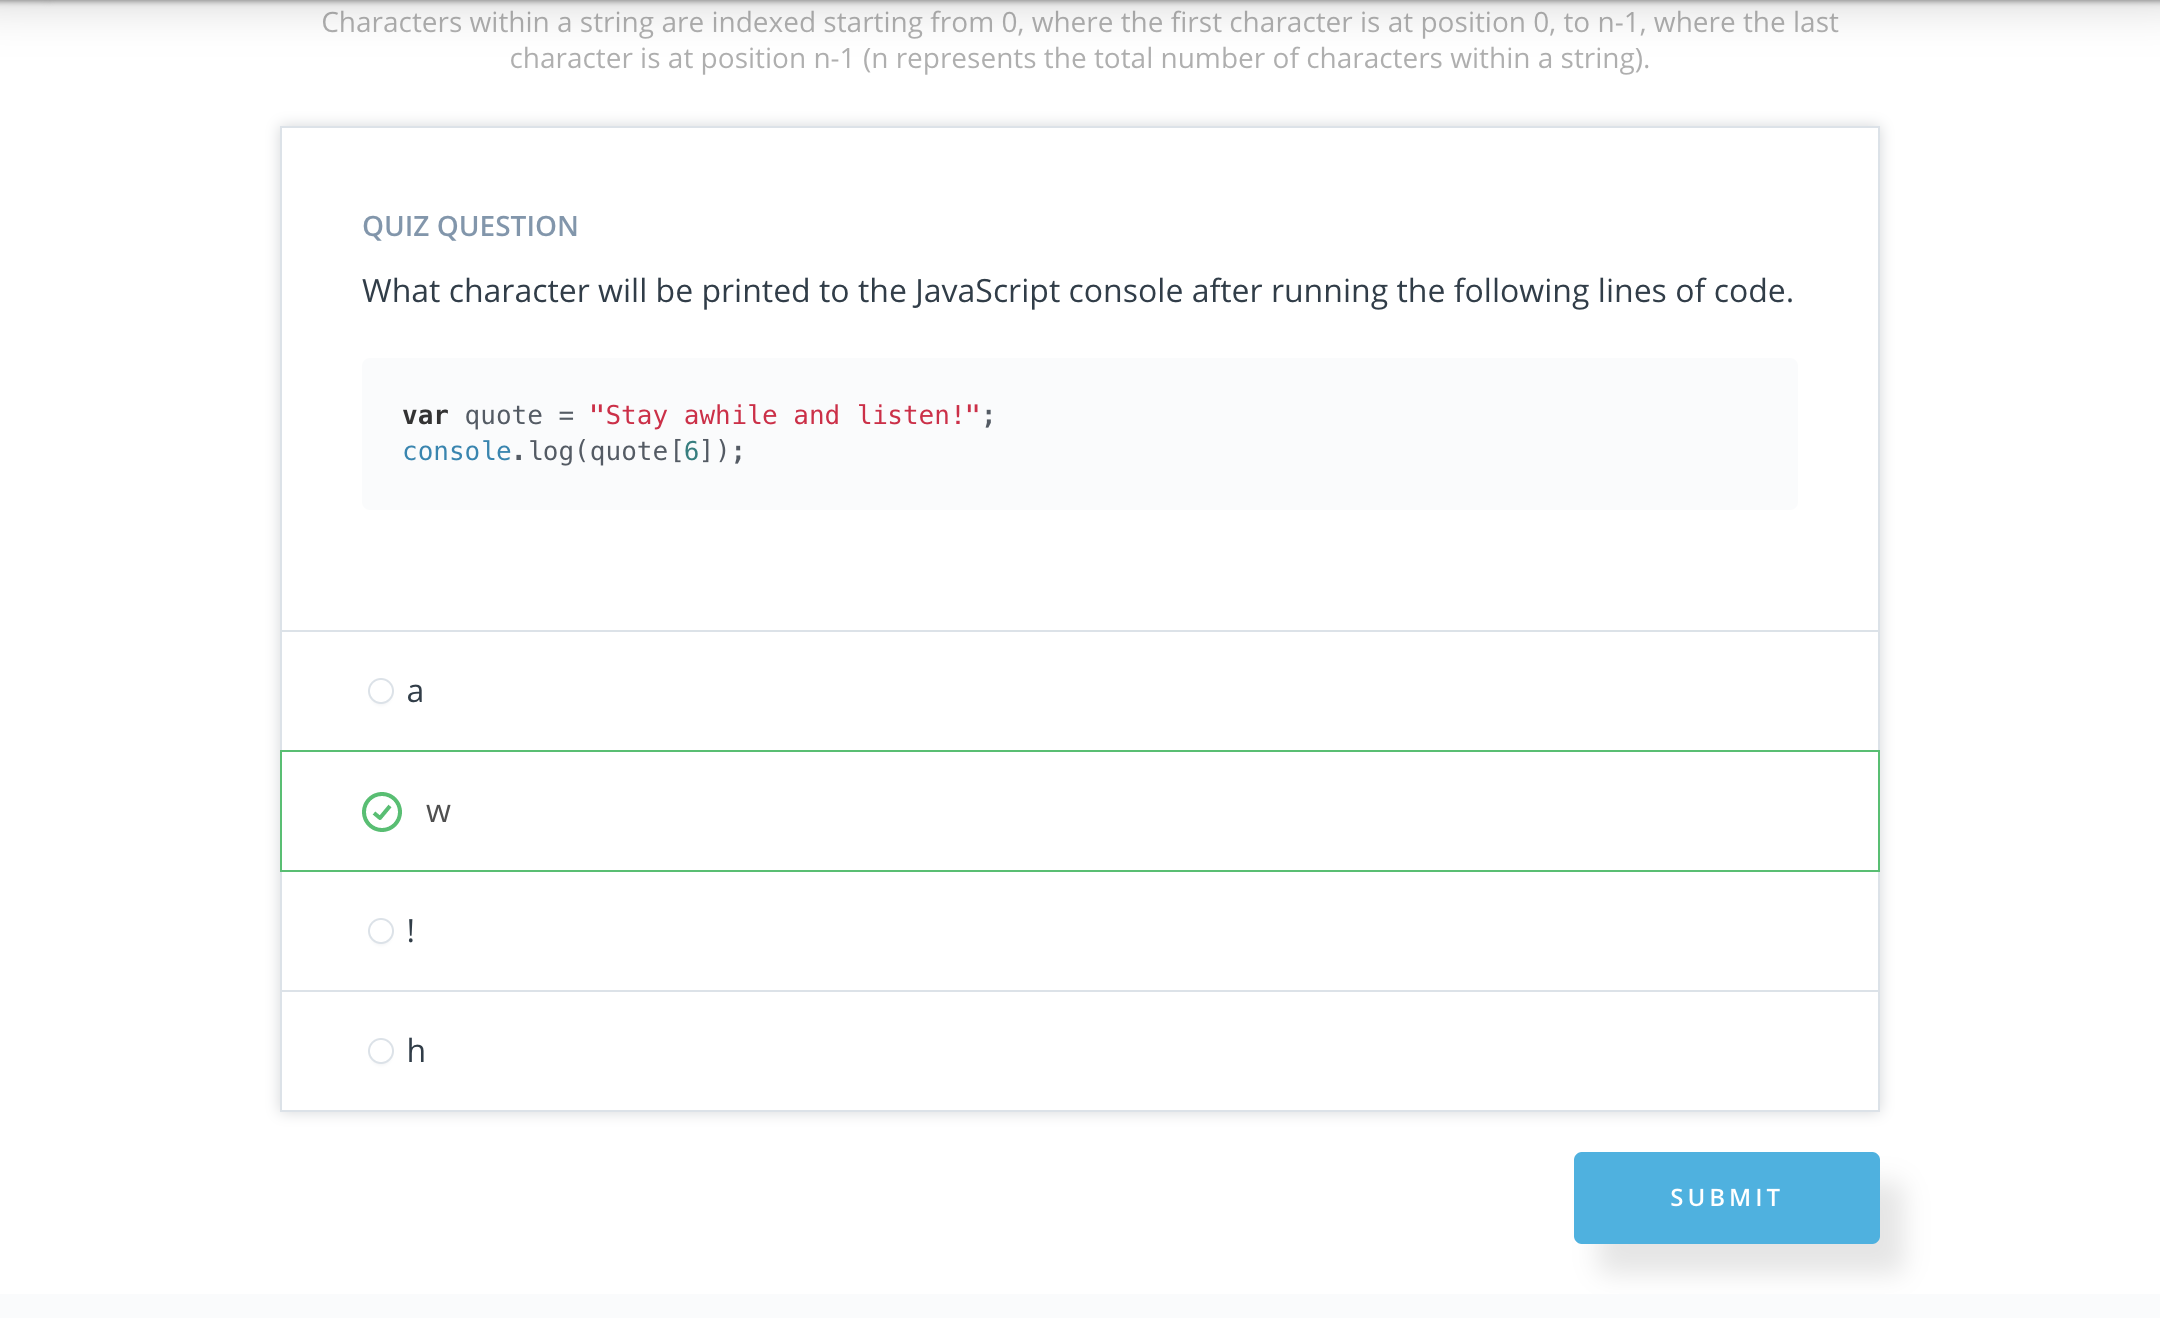 Characters within a string are indexed starting from 0, where the first character is at position 0, to n-1, where the last
character is at position n-1 (n represents the total number of characters within a string).
QUIZ QUESTION
What character will be printed to the JavaScript console after running the following lines of code.
var quote = "Stay awhile and listen!";
console.log(quote[6]);
a
w
!
h
SUBMIT